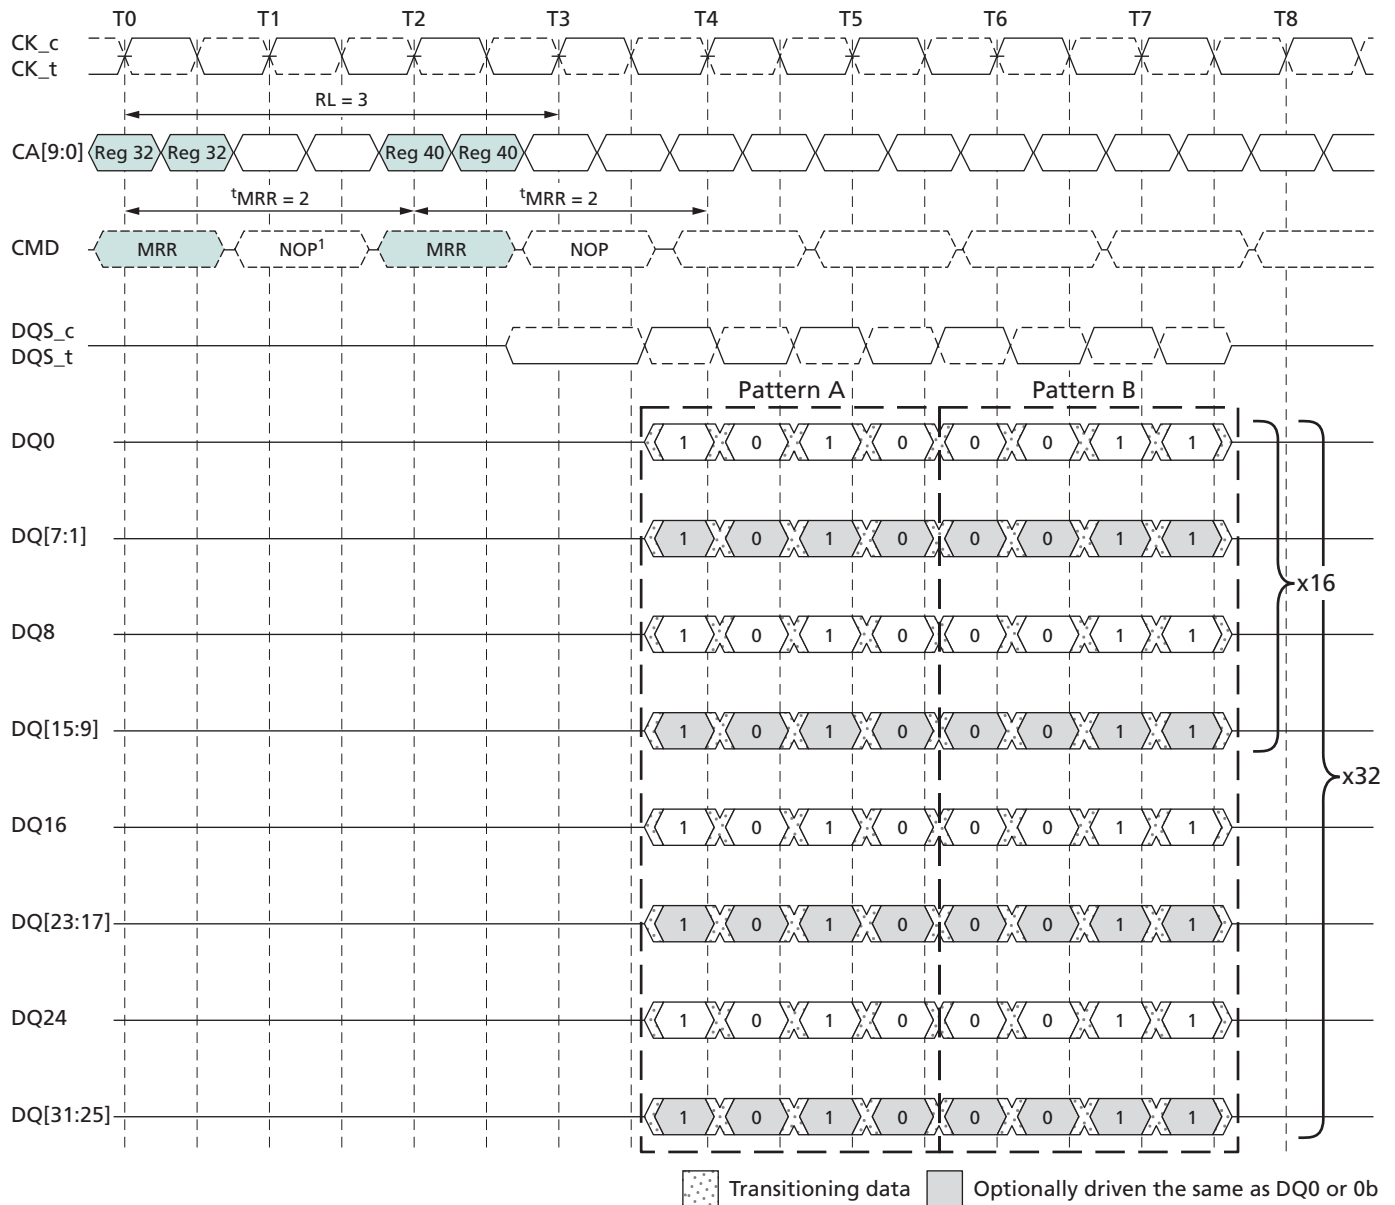 T0 T1 T2 T3 T4 T5 T6 T7 T8
CK_c
CK_t
RL = 3
CA[9:0] Reg 32 Reg 32 Reg 40 Reg 40
tMRR = 2 tMRR = 2
CMD MRR NOP1 MRR NOP
DQS_c
DQS_t
Pattern A Pattern B
DQ0 1 0 1 0 0 0 1 1
DQ[7:1] 1 0 1 0 0 0 1 1
x16
DQ8 1 0 1 0 0 0 1 1
DQ[15:9] 1 0 1 0 0 0 1 1
x32
DQ16 1 0 1 0 0 0 1 1
DQ[23:17] 1 0 1 0 0 0 1 1
DQ24 1 0 1 0 0 0 1 1
DQ[31:25] 1 0 1 0 0 0 1 1
Transitioning data Optionally driven the same as DQ0 or 0b